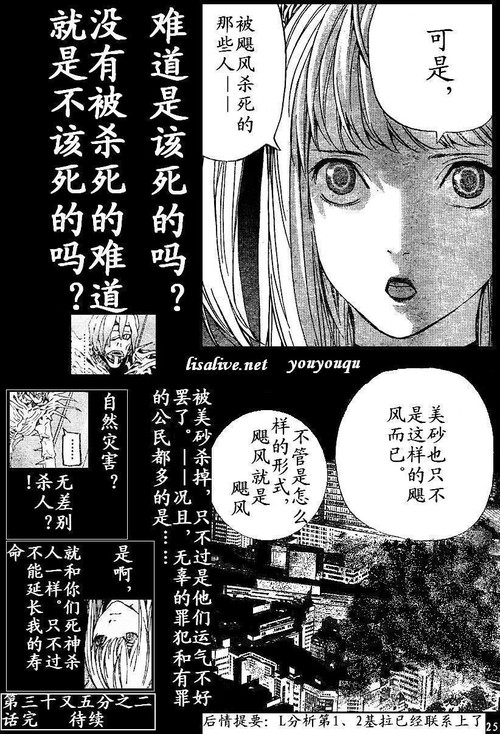 可是，
被飓风杀死的
那些人——
难道是该死的吗？
没有被杀死的难道
就是不该死的吗？
lisalive.net youyouqu
美砂也只不
是这样的飓
风而已。
不管是怎么
样的形式，
飓风就是
飓风
被美砂杀掉，只不过是他们运气不好
罢了。——况且，无辜的罪犯和有罪
的公民都多的是……
自然灾害？
……
无差别
杀人？
！
是啊，
就和你们死神杀
人一样。只不过
不能延长我的寿
命
第三十又五分之二
话完 待续
后情提要：L分析第1、2基拉已经联系上了
25